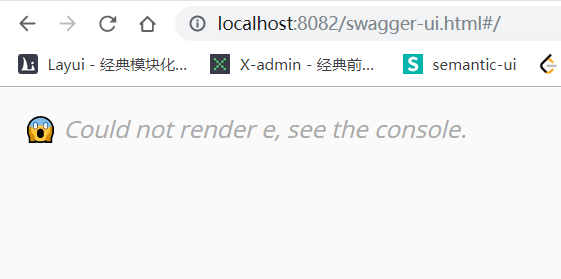 localhost:8082/swagger-ui.html#/
Layui - 经典模块化... X-admin - 经典前... S semantic-ui
😱 Could not render e, see the console.